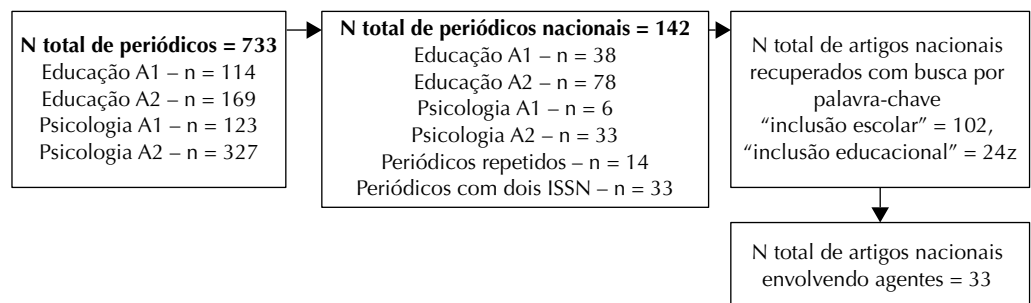 N total de periódicos = 733
Educação A1 – n = 114
Educação A2 – n = 169
Psicologia A1 – n = 123
Psicologia A2 – n = 327
N total de periódicos nacionais = 142
Educação A1 – n = 38
Educação A2 – n = 78
Psicologia A1 – n = 6
Psicologia A2 – n = 33
Periódicos repetidos – n = 14
Periódicos com dois ISSN – n = 33
N total de artigos nacionais
recuperados com busca por
palavra-chave
“inclusão escolar” = 102,
“inclusão educacional” = 24z
N total de artigos nacionais
envolvendo agentes = 33